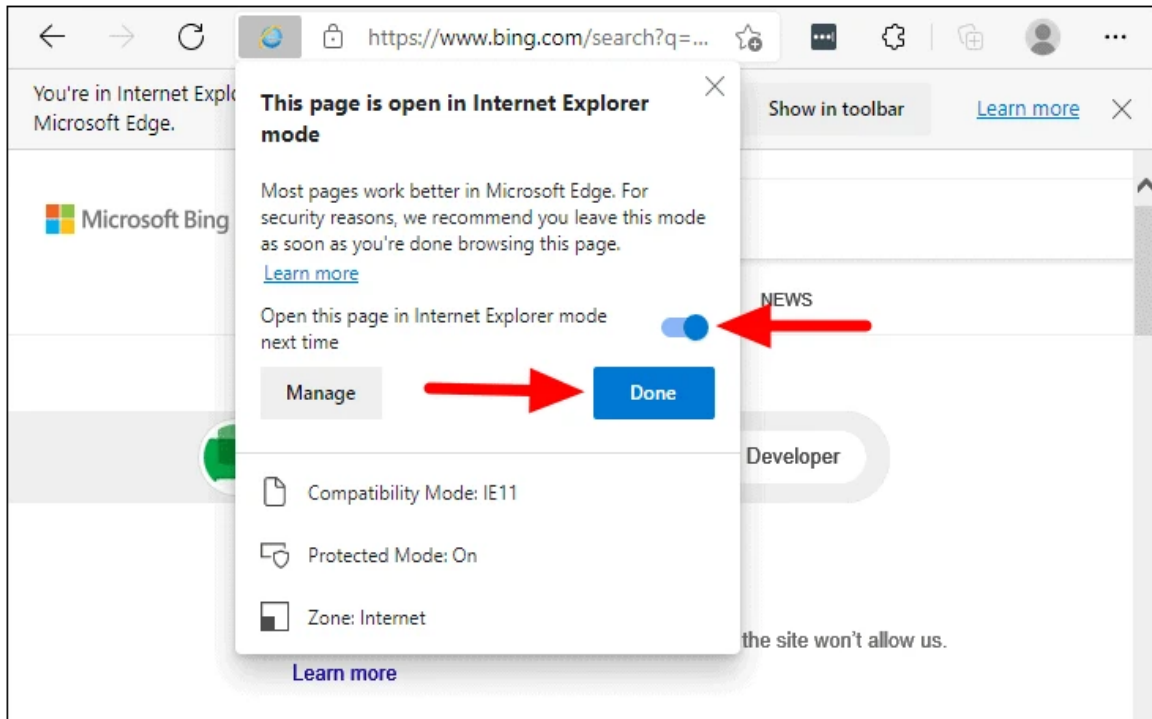 https://www.bing.com/search?q=...
You're in Internet Explo
Microsoft Edge.
Show in toolbar
Learn more
This page is open in Internet Explorer
mode
Most pages work better in Microsoft Edge. For
security reasons, we recommend you leave this mode
as soon as you're done browsing this page.
Learn more
Open this page in Internet Explorer mode
next time
Manage
Done
Compatibility Mode: IE11
Protected Mode: On
Zone: Internet
Microsoft Bing
NEWS
Developer
the site won't allow us.
Learn more